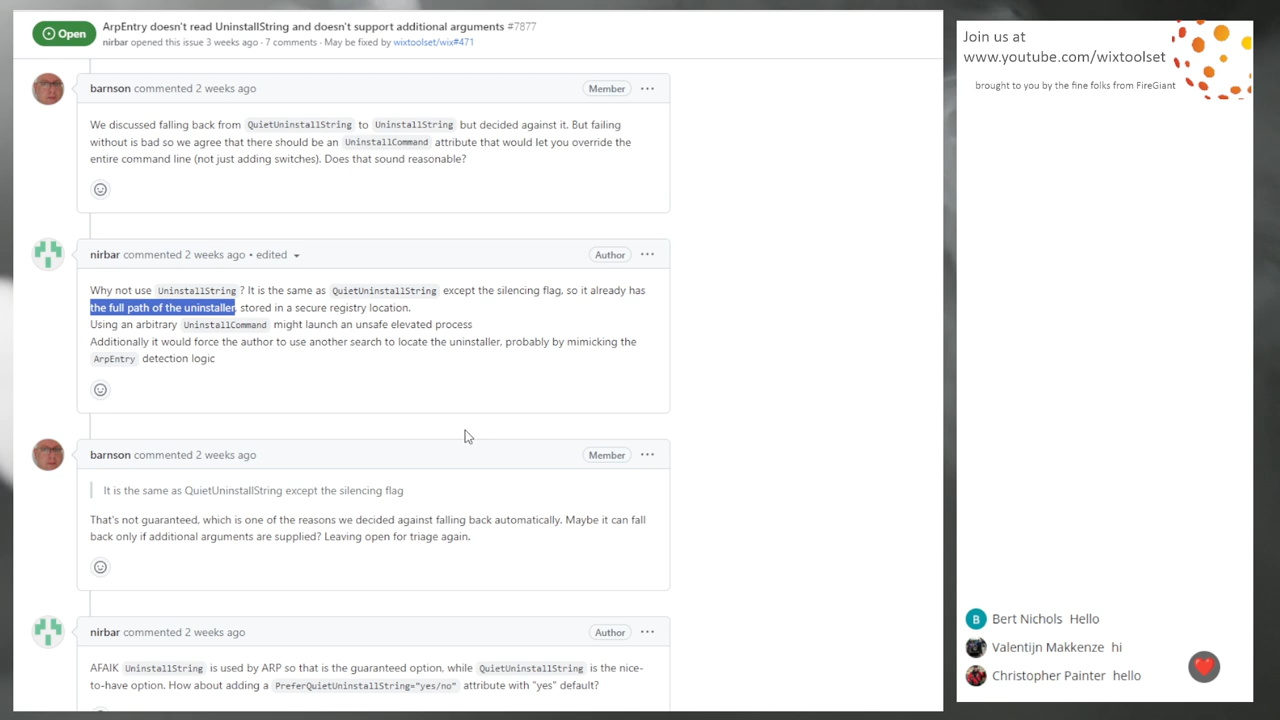 Open
ArpEntry doesn't read UninstallString and doesn't support additional arguments #7877
nirbar opened this issue 3 weeks ago · 7 comments · May be fixed by wixtoolset/wix#471
barnson commented 2 weeks ago
Member
We discussed falling back from QuietUninstallString to UninstallString but decided against it. But failing
without is bad so we agree that there should be an UninstallCommand attribute that would let you override the
entire command line (not just adding switches). Does that sound reasonable?
nirbar commented 2 weeks ago • edited
Author
Why not use UninstallString ? It is the same as QuietUninstallString except the silencing flag, so it already has
the full path of the uninstaller, stored in a secure registry location.
Using an arbitrary UninstallCommand might launch an unsafe elevated process
Additionally it would force the author to use another search to locate the uninstaller, probably by mimicking the
ArpEntry detection logic
barnson commented 2 weeks ago
Member
It is the same as QuietUninstallString except the silencing flag
That's not guaranteed, which is one of the reasons we decided against falling back automatically. Maybe it can fall
back only if additional arguments are supplied? Leaving open for triage again.
nirbar commented 2 weeks ago
Author
AFAIK UninstallString is used by ARP so that is the guaranteed option, while QuietUninstallString is the nice-
to-have option. How about adding a PreferQuietUninstallString="yes/no" attribute with "yes" default?
Join us at
www.youtube.com/wixtoolset
brought to you by the fine folks from FireGiant
B Bert Nichols Hello
Valentijn Makkenze hi
Christopher Painter hello